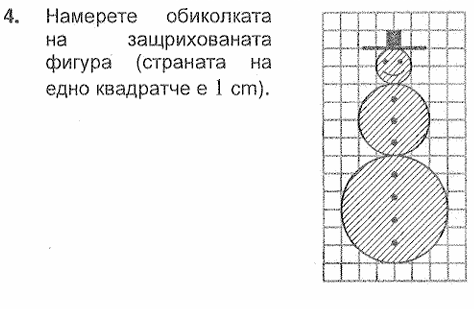 4. Намерете обиколката
на защрихованата
фигура (страната на
едно квадратче е 1 cm).